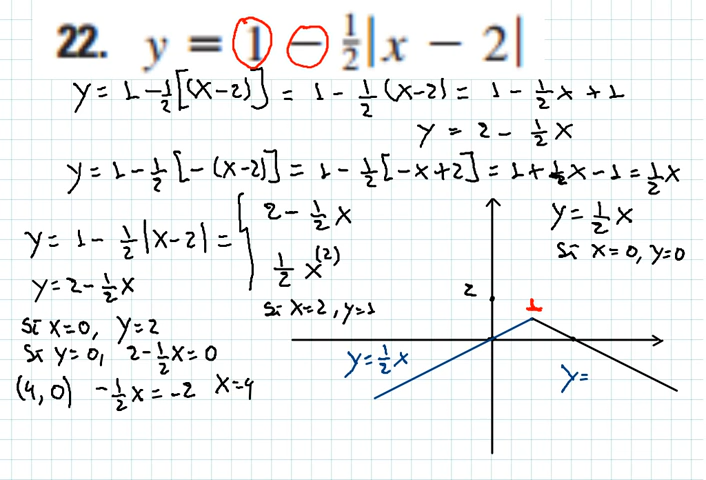 22. y = 1 - 1/2|x - 2|
y = 1 - 1/2[(x-2)] = 1 - 1/2(x-2) = 1 - 1/2x + 1
y = 2 - 1/2x
y = 1 - 1/2[-(x-2)] = 1 - 1/2[-x+2] = 1 + 1/2x - 1 = 1/2x
y = 1 - 1/2|x-2| = { 2 - 1/2x
1/2x (2)
y = 1/2x
si x=0, y=0
y = 2 - 1/2x
si x=2, y=1
si x=0, y=2
si y=0, 2 - 1/2x = 0
(4, 0) -1/2x = -2 x=4
2
1
y = 1/2x
y=